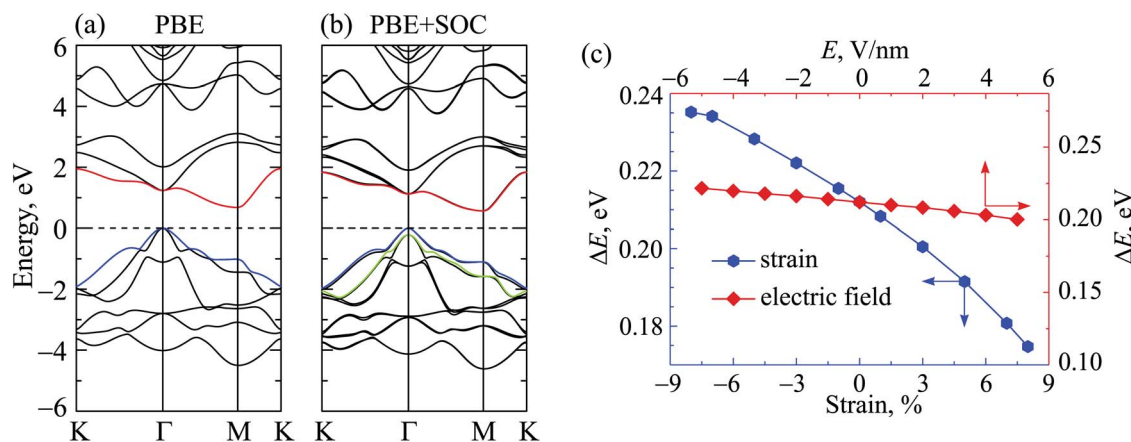 (a) PBE
(b) PBE+SOC
(c)
Energy, eV
6
4
2
0
−2
−4
−6
K Γ M K
K Γ M K
E, V/nm
−6 −4 −2 0 2 4 6
ΔE, eV
0.24
0.22
0.20
0.18
strain
electric field
−9 −6 −3 0 3 6 9
Strain, %
0.25
0.20
0.15
0.10
ΔE, eV